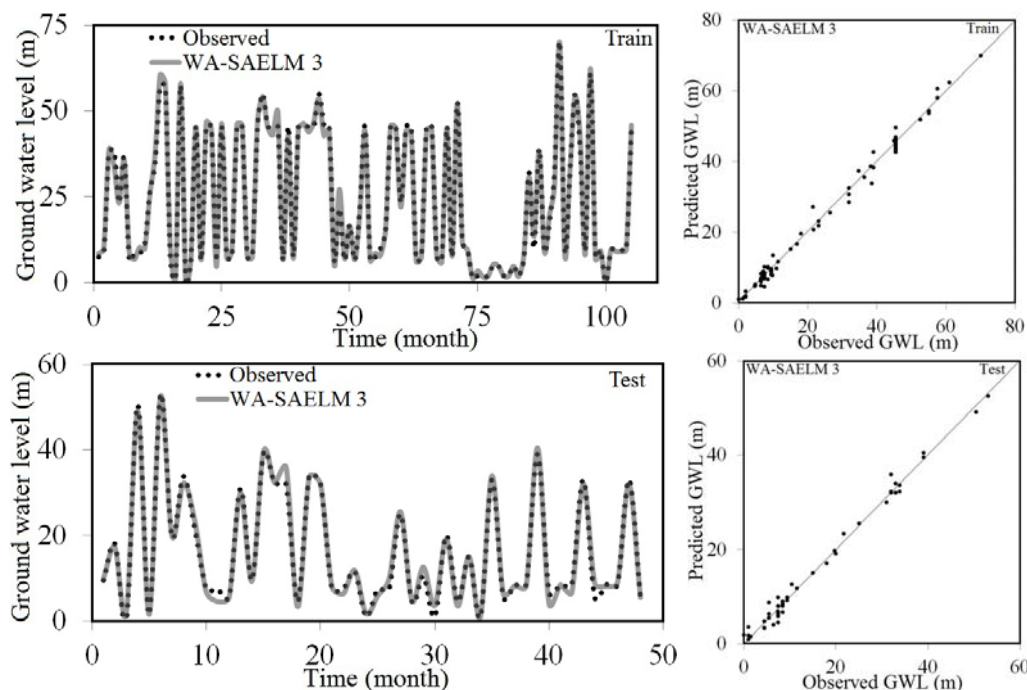 75
50
25
0
Ground water level (m)
Observed
WA-SAELM 3
Train
0 25 50 75 100
Time (month)
80
60
40
20
0
Predicted GWL (m)
WA-SAELM 3
Train
0 20 40 60 80
Observed GWL (m)
60
40
20
0
Ground water level (m)
Observed
WA-SAELM 3
Test
0 10 20 30 40 50
Time (month)
60
40
20
0
Predicted GWL (m)
WA-SAELM 3
Test
0 20 40 60
Observed GWL (m)